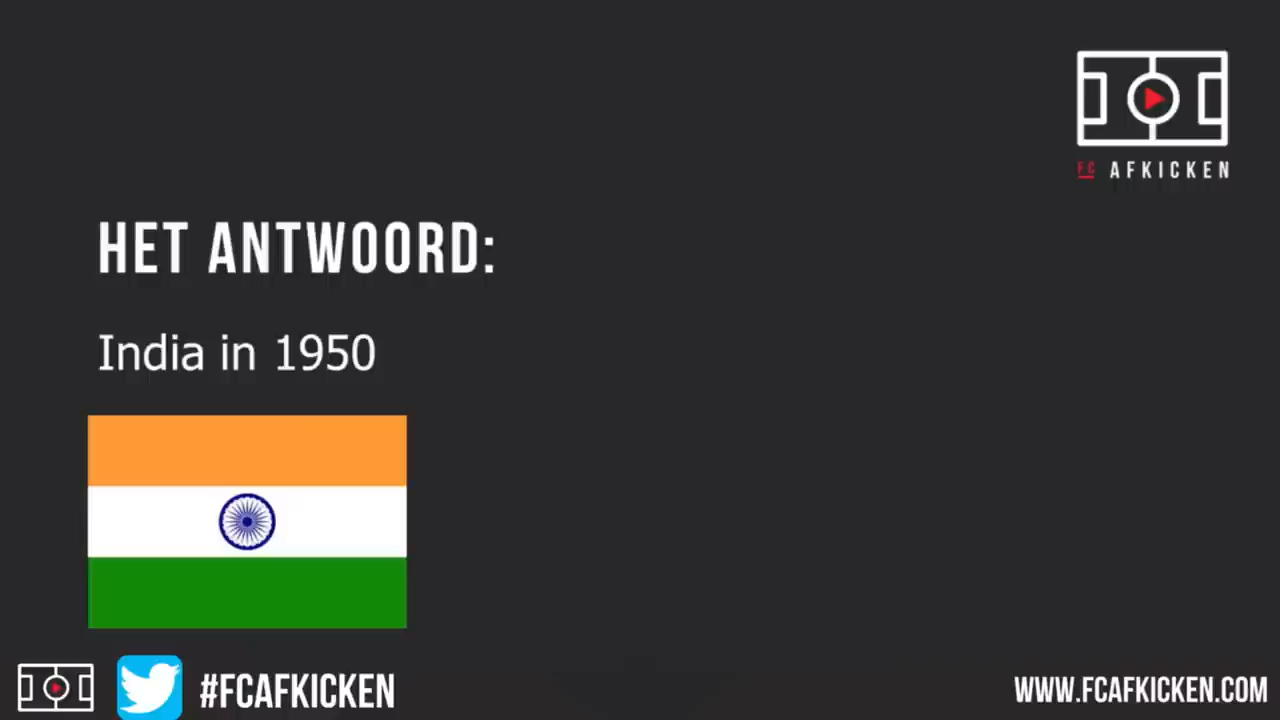 FC AFKICKEN
HET ANTWOORD:
India in 1950
#FCAFKICKEN
WWW.FCAFKICKEN.COM